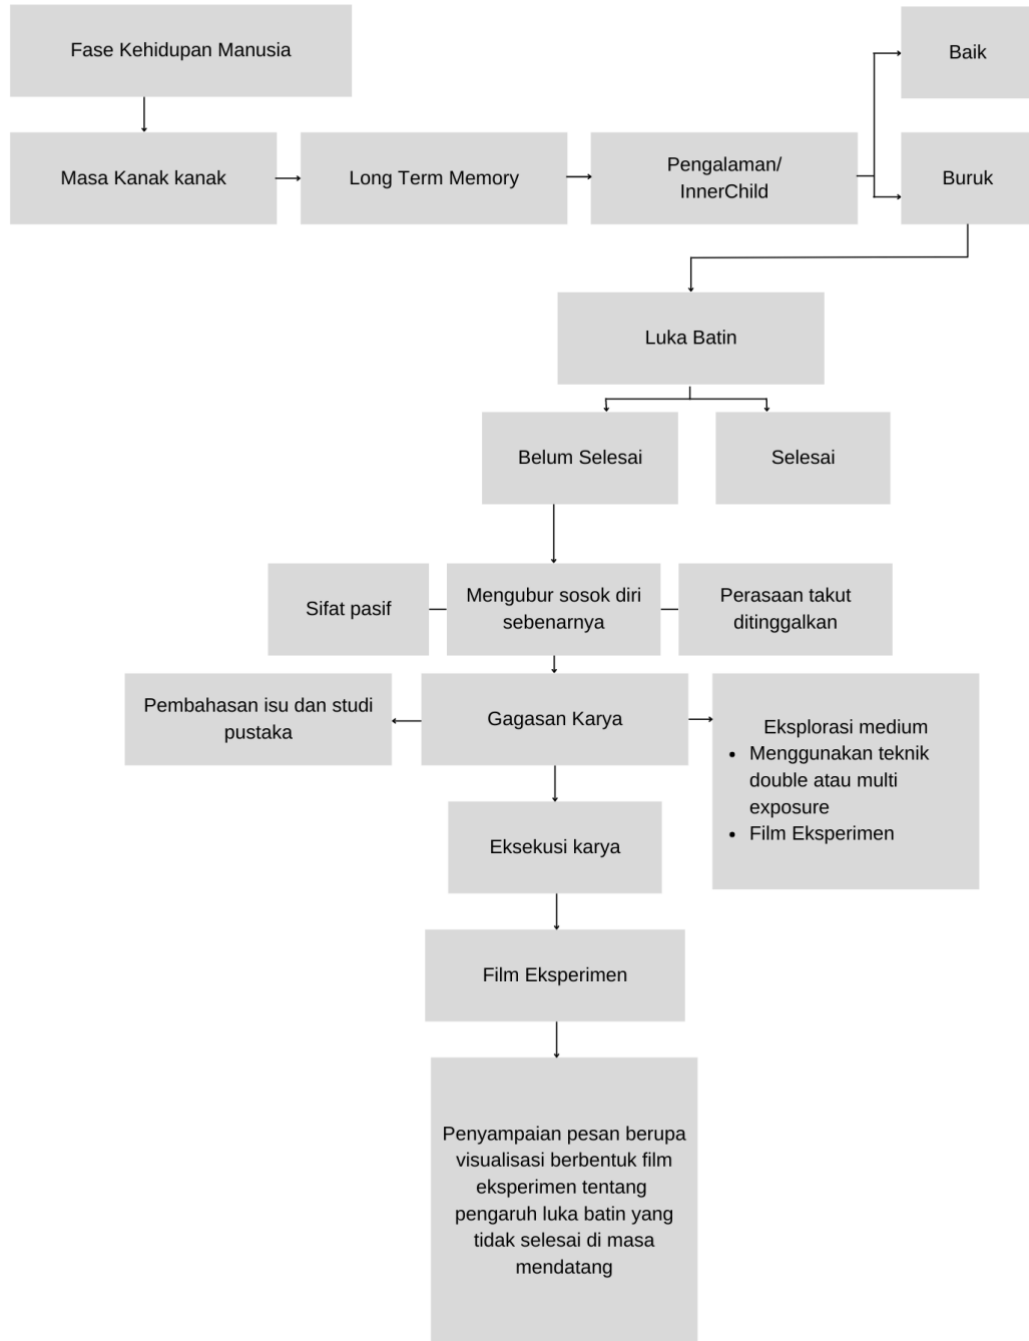 Fase Kehidupan Manusia
Baik
Masa Kanak kanak
Long Term Memory
Pengalaman/
InnerChild
Buruk
Luka Batin
Belum Selesai
Selesai
Sifat pasif
Mengubur sosok diri
sebenarnya
Perasaan takut
ditinggalkan
Pembahasan isu dan studi
pustaka
Gagasan Karya
Eksplorasi medium
• Menggunakan teknik
double atau multi
exposure
• Film Eksperimen
Eksekusi karya
Film Eksperimen
Penyampaian pesan berupa
visualisasi berbentuk film
eksperimen tentang
pengaruh luka batin yang
tidak selesai di masa
mendatang